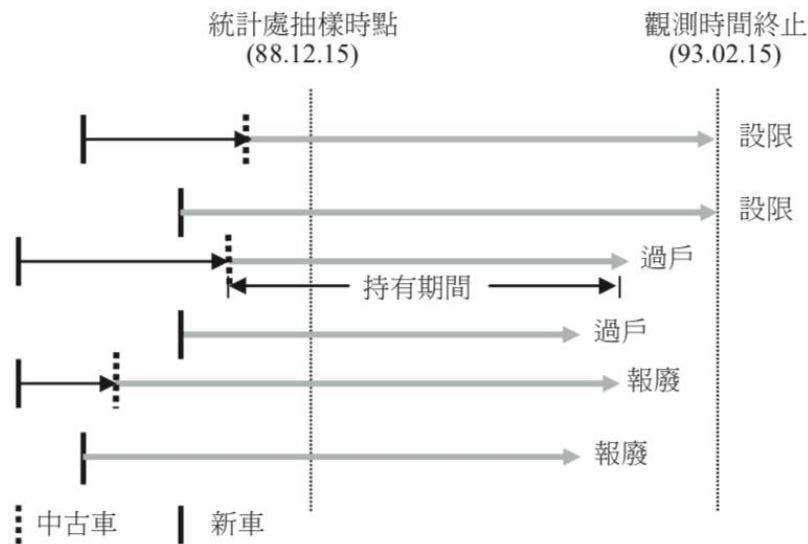 統計處抽樣時點
(88.12.15)
觀測時間終止
(93.02.15)
設限
設限
過戶
持有期間
過戶
報廢
報廢
中古車
新車